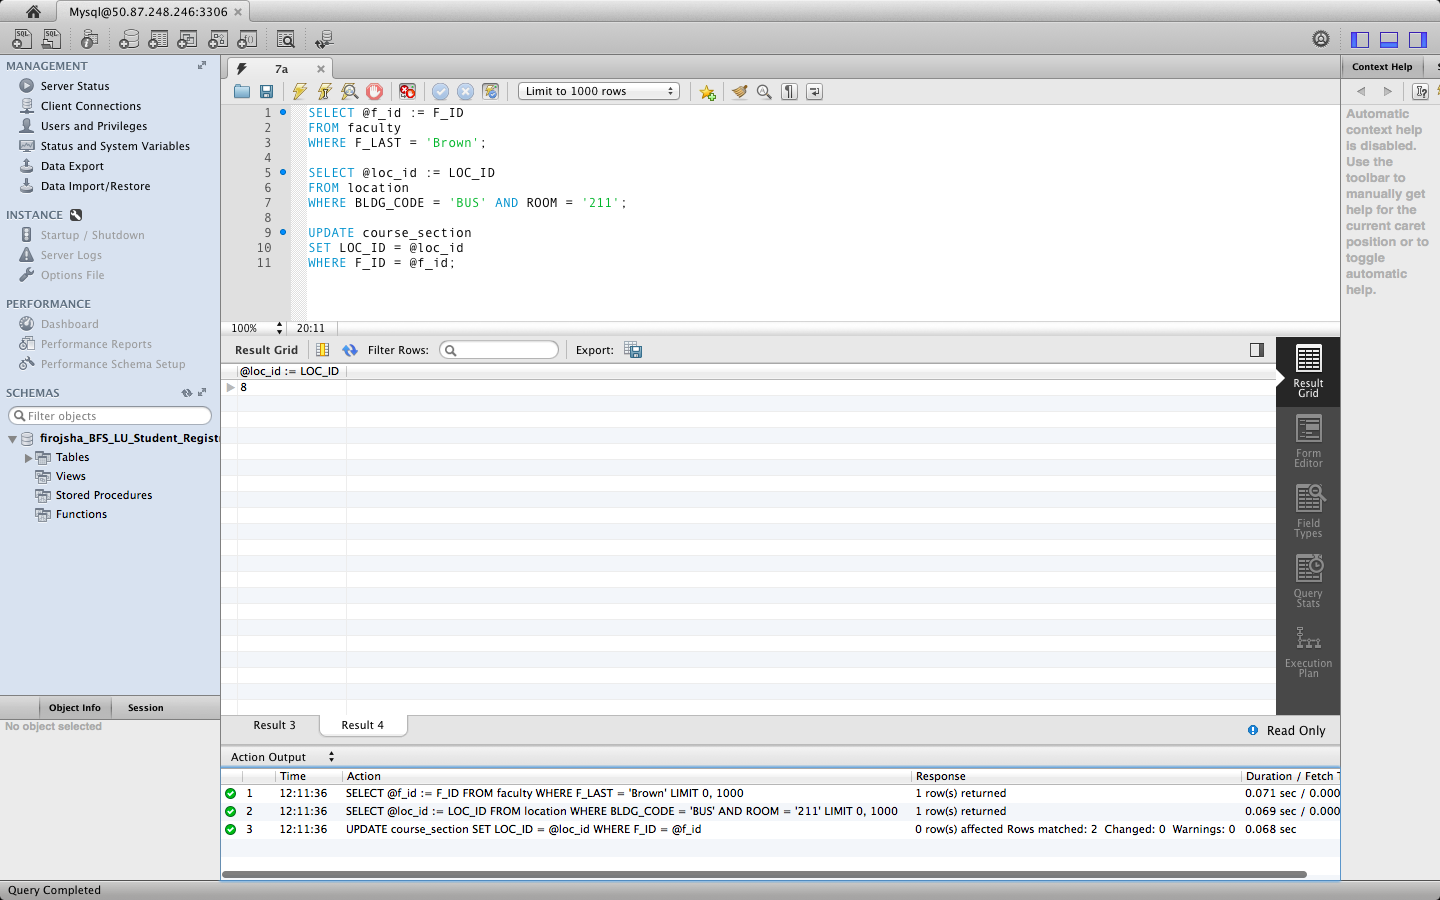 Mysql@50.87.248.246:3306
MANAGEMENT
Server Status
Client Connections
Users and Privileges
Status and System Variables
Data Export
Data Import/Restore
INSTANCE
Startup / Shutdown
Server Logs
Options File
PERFORMANCE
Dashboard
Performance Reports
Performance Schema Setup
SCHEMAS
Filter objects
firojsha_BFS_LU_Student_Regist
Tables
Views
Stored Procedures
Functions
Object Info Session
No object selected
7a
Limit to 1000 rows
1 SELECT @f_id := F_ID
2 FROM faculty
3 WHERE F_LAST = 'Brown';
4
5 SELECT @loc_id := LOC_ID
6 FROM location
7 WHERE BLDG_CODE = 'BUS' AND ROOM = '211';
8
9 UPDATE course_section
10 SET LOC_ID = @loc_id
11 WHERE F_ID = @f_id;
100% 20:11
Result Grid Filter Rows: Export:
@loc_id := LOC_ID
8
Result
Grid
Form
Editor
Field
Types
Query
Stats
Execution
Plan
Result 3 Result 4 Read Only
Action Output
Time Action Response Duration / Fetch T
1 12:11:36 SELECT @f_id := F_ID FROM faculty WHERE F_LAST = 'Brown' LIMIT 0, 1000 1 row(s) returned 0.071 sec / 0.000
2 12:11:36 SELECT @loc_id := LOC_ID FROM location WHERE BLDG_CODE = 'BUS' AND ROOM = '211' LIMIT 0, 1000 1 row(s) returned 0.069 sec / 0.000
3 12:11:36 UPDATE course_section SET LOC_ID = @loc_id WHERE F_ID = @f_id 0 row(s) affected Rows matched: 2 Changed: 0 Warnings: 0 0.068 sec
Context Help
Automatic
context help
is disabled.
Use the
toolbar to
manually get
help for the
current caret
position or to
toggle
automatic
help.
Query Completed